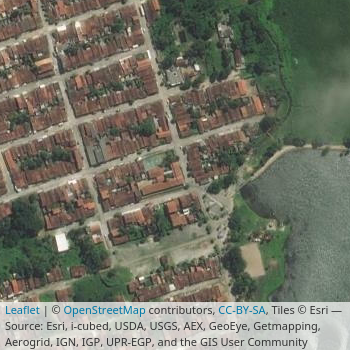 Leaflet | © OpenStreetMap contributors, CC-BY-SA, Tiles © Esri —
Source: Esri, i-cubed, USDA, USGS, AEX, GeoEye, Getmapping,
Aerogrid, IGN, IGP, UPR-EGP, and the GIS User Community